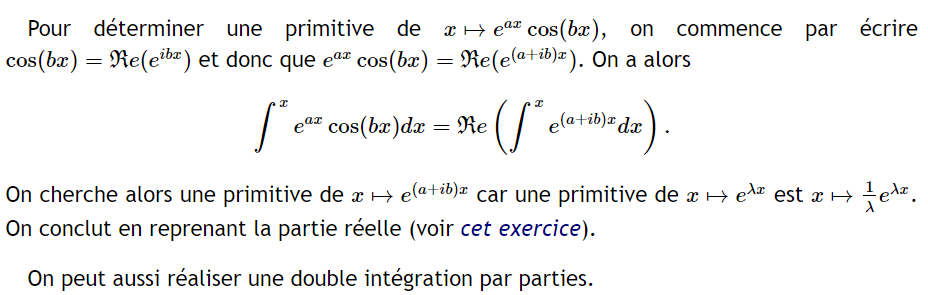 Pour déterminer une primitive de $x \mapsto e^{ax} \cos(bx)$, on commence par écrire
$\cos(bx) = \Re e(e^{ibx})$ et donc que $e^{ax} \cos(bx) = \Re e(e^{(a+ib)x})$. On a alors
$$\int^x e^{ax} \cos(bx)dx = \Re e \left( \int^x e^{(a+ib)x} dx \right).$$
On cherche alors une primitive de $x \mapsto e^{(a+ib)x}$ car une primitive de $x \mapsto e^{\lambda x}$ est $x \mapsto \frac{1}{\lambda} e^{\lambda x}$.
On conclut en reprenant la partie réelle (voir cet exercice).
On peut aussi réaliser une double intégration par parties.